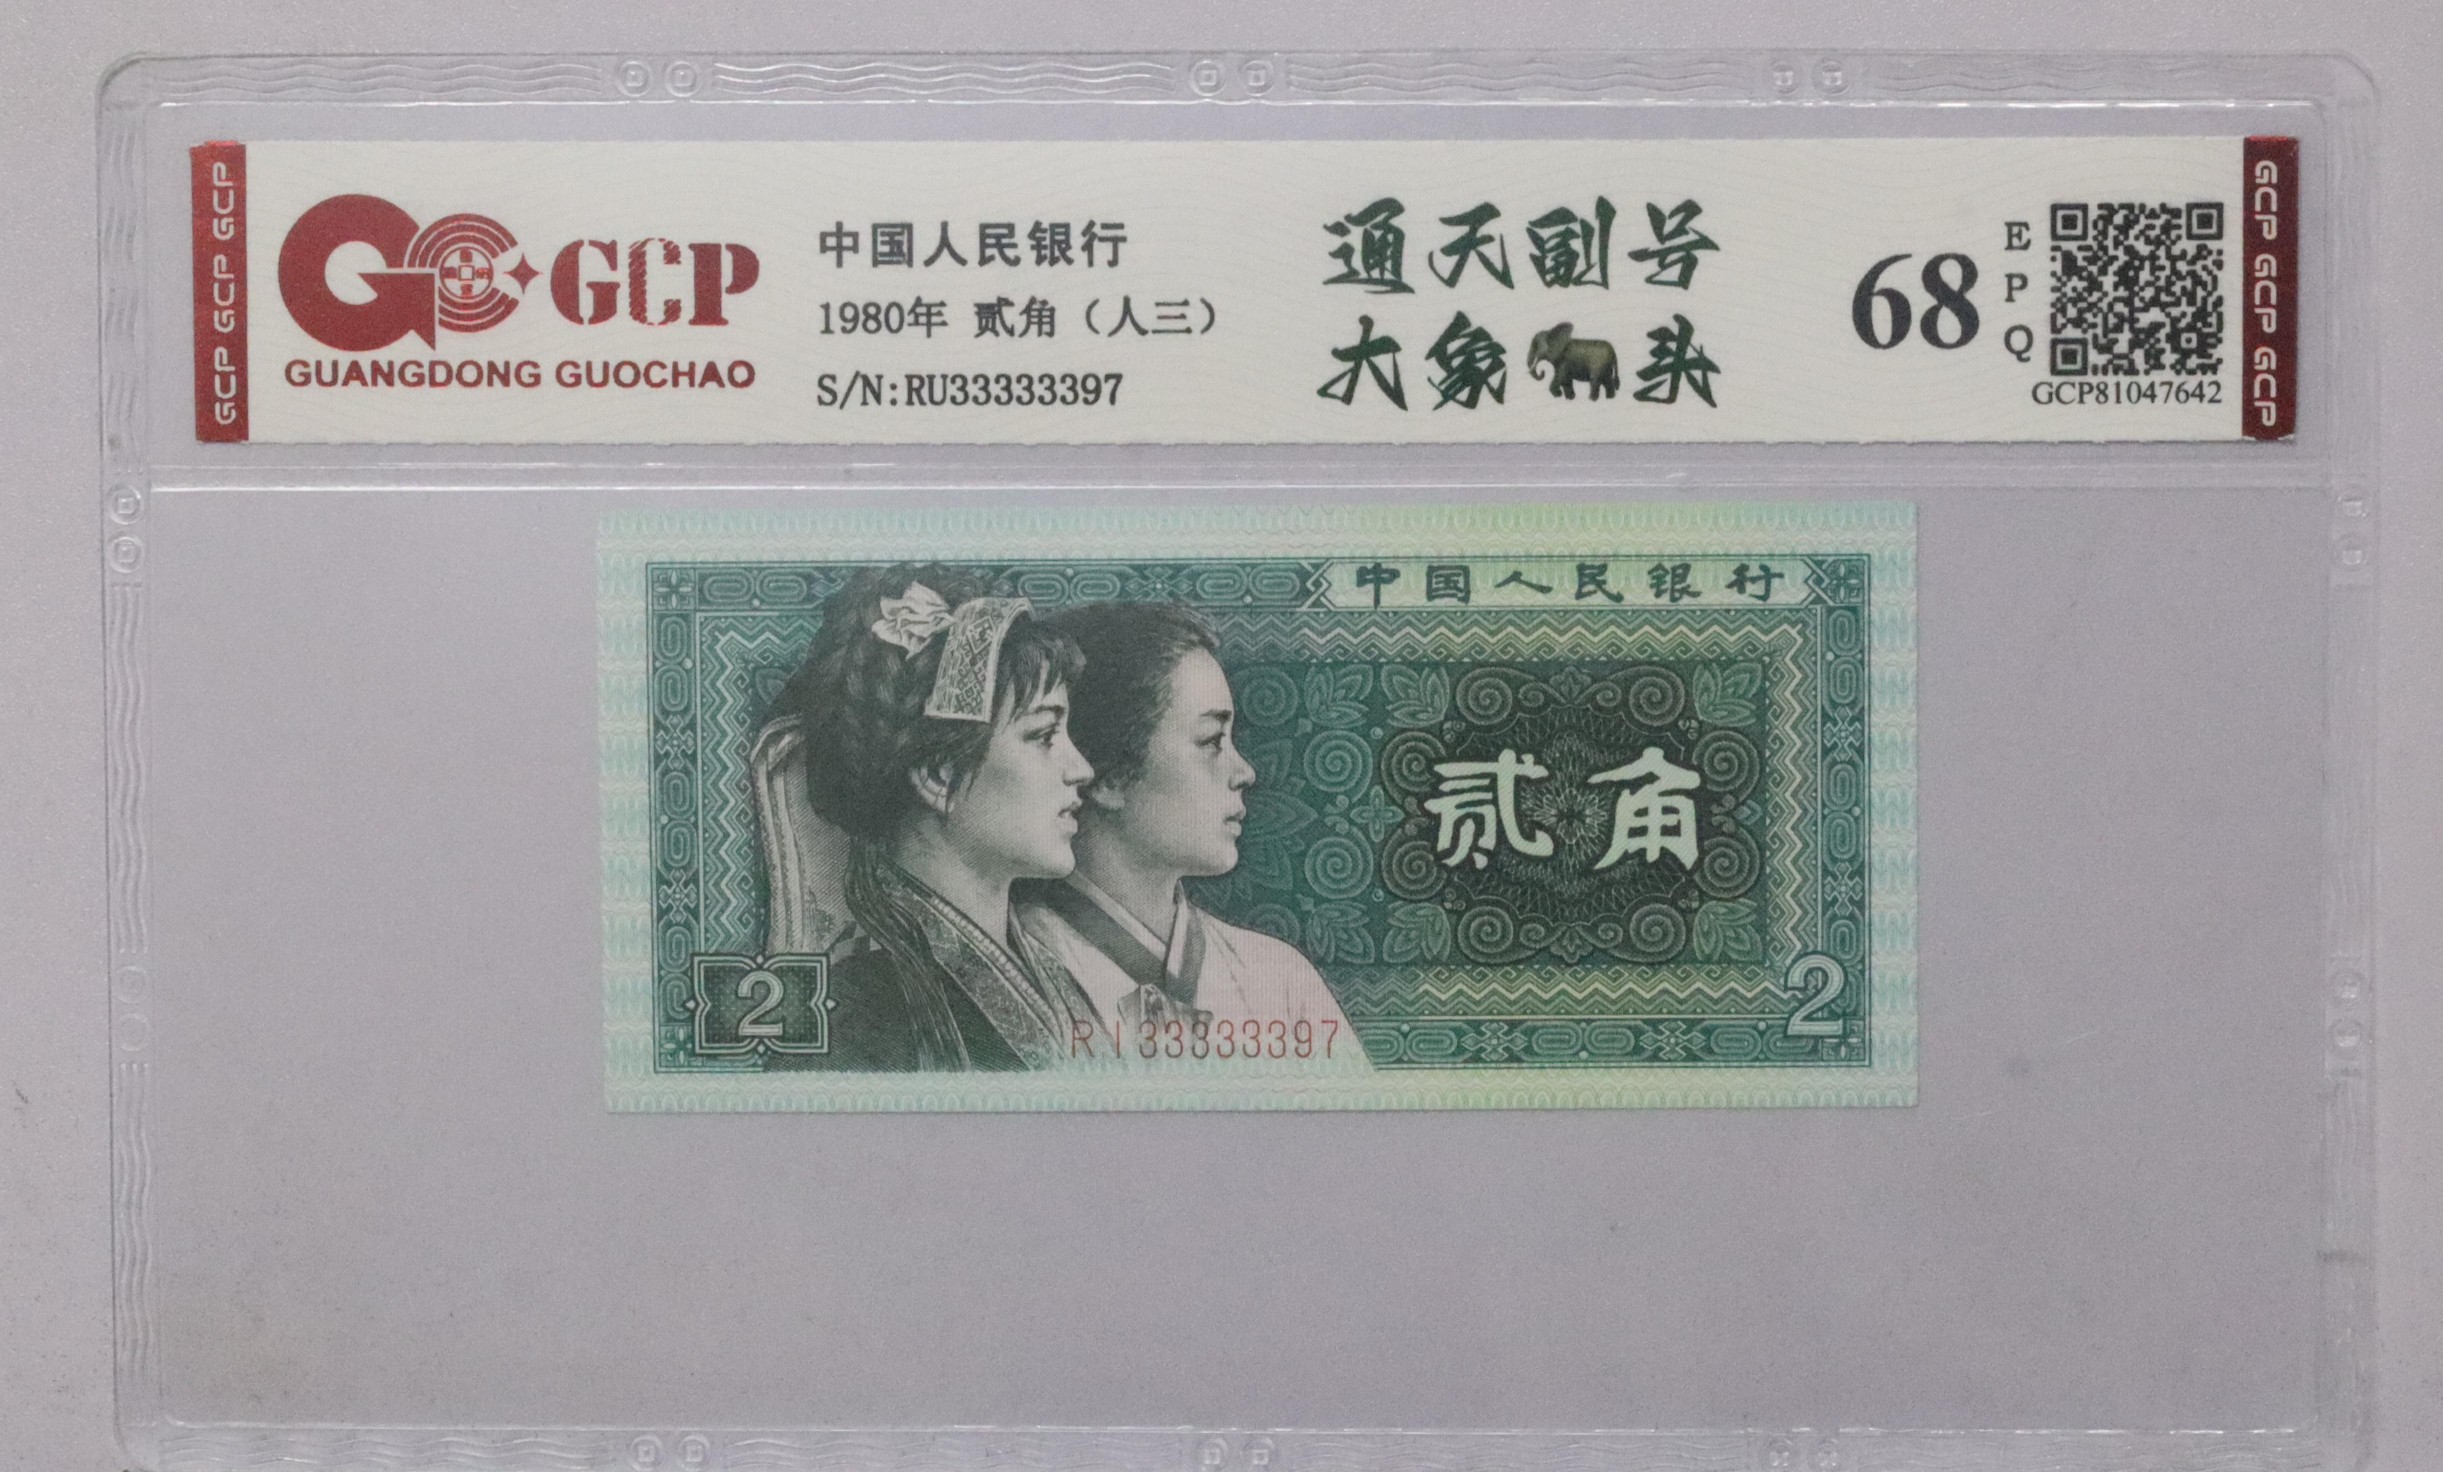 GCP GCP GCP
GCP
GUANGDONG GUOCHAO
中国人民银行
1980年 贰角（人三）
S/N:RU33333397
通天副号
大象🐘头
68
EPQ
GCP81047642
GCP GCP GCP
中国人民银行
贰角
2
2
RI33333397